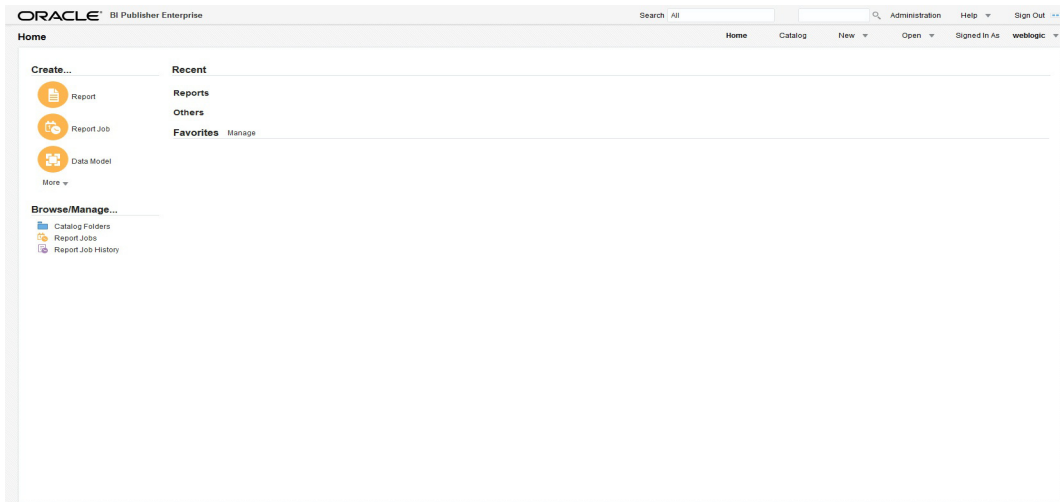 ORACLE® BI Publisher Enterprise Search All Administration Help Sign Out
Home Home Catalog New Open Signed In As weblogic
Create...
Report
Report Job
Data Model
More
Browse/Manage...
Catalog Folders
Report Jobs
Report Job History
Recent
Reports
Others
Favorites Manage